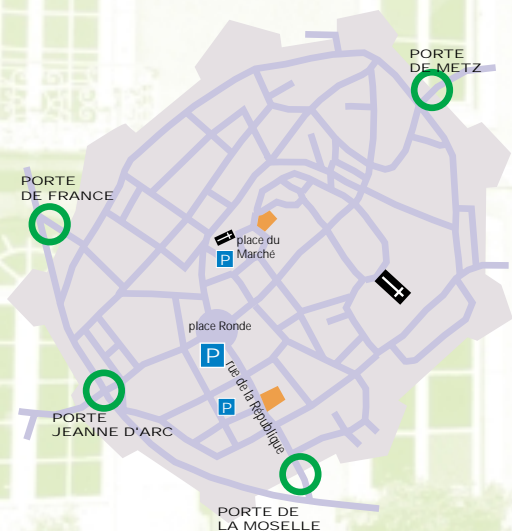 PORTE
DE METZ
PORTE
DE FRANCE
place du
Marché
P
place Ronde
P
rue de la République
P
PORTE
JEANNE D'ARC
PORTE DE
LA MOSELLE